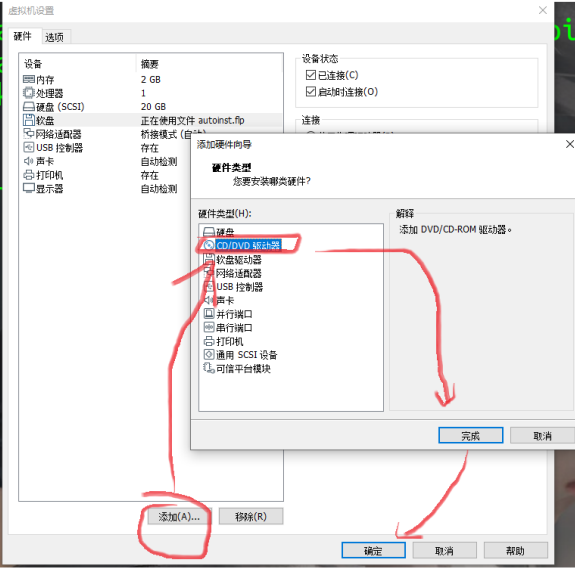 虚拟机设置
硬件 选项
设备 摘要
内存 2 GB
处理器 1
硬盘 (SCSI) 20 GB
软盘 正在使用文件 autoinst.flp
网络适配器 桥接模式 (自动)
USB 控制器 存在
声卡 自动检测
打印机 存在
显示器 自动检测
添加(A)... 移除(R)
设备状态
已连接(C)
启动时连接(O)
连接
添加硬件向导
硬件类型
您要安装哪类硬件?
硬件类型(H):
硬盘
CD/DVD 驱动器
软盘驱动器
网络适配器
USB 控制器
声卡
并行端口
串行端口
打印机
通用 SCSI 设备
可信平台模块
解释
添加 DVD/CD-ROM 驱动器。
完成 取消
确定 取消 帮助